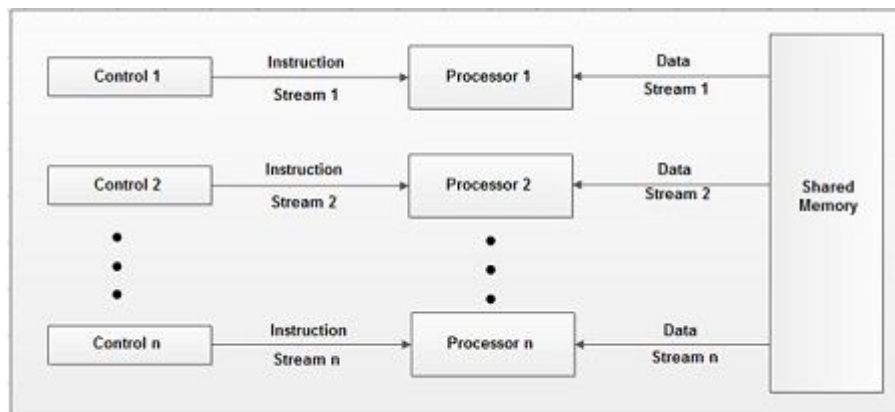 Control 1
Instruction
Stream 1
Processor 1
Data
Stream 1
Control 2
Instruction
Stream 2
Processor 2
Data
Stream 2
Shared
Memory
Control n
Instruction
Stream n
Processor n
Data
Stream n